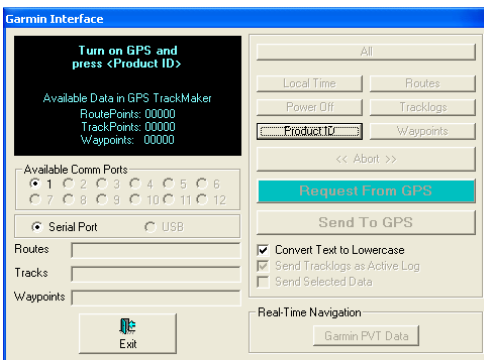 Garmin Interface
Turn on GPS and
press <Product ID>
Available Data in GPS TrackMaker
RoutePoints: 00000
TrackPoints: 00000
Waypoints: 00000
Available Comm Ports
1 2 3 4 5 6
7 8 9 10 11 12
Serial Port USB
Routes
Tracks
Waypoints
Exit
All
Local Time Routes
Power Off Tracklogs
Product ID Waypoints
<< Abort >>
Request From GPS
Send To GPS
Convert Text to Lowercase
Send Tracklogs as Active Log
Send Selected Data
Real-Time Navigation
Garmin PVT Data